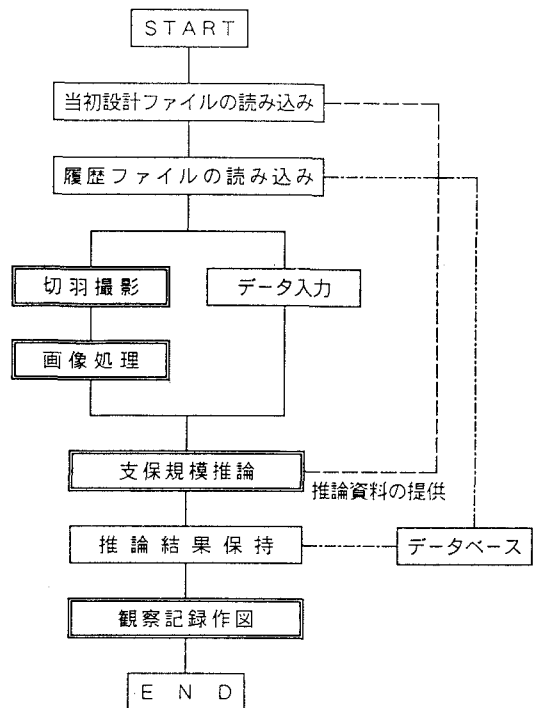 START
当初設計ファイルの読み込み
履歴ファイルの読み込み
切羽撮影
データ入力
画像処理
支保規模推論
推論資料の提供
推論結果保持
データベース
観察記録作図
END